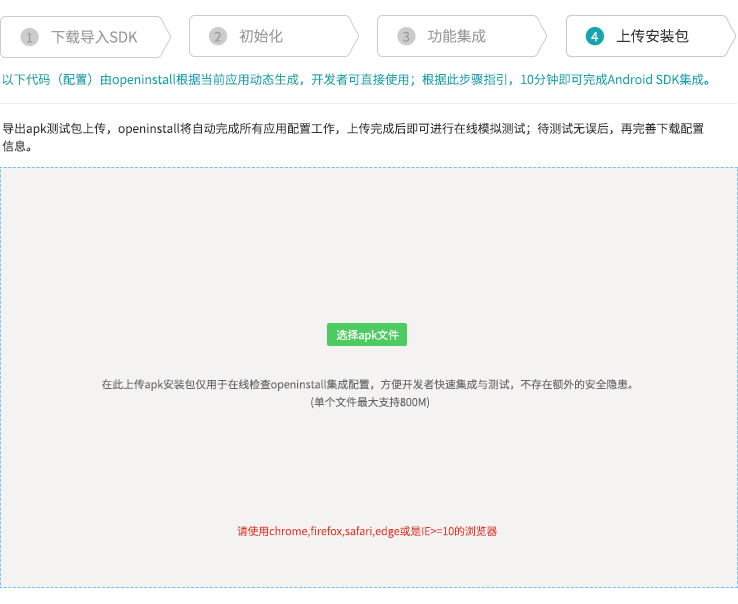 1 下载导入SDK
2 初始化
3 功能集成
4 上传安装包
以下代码（配置）由openinstall根据当前应用动态生成，开发者可直接使用；根据此步骤指引，10分钟即可完成Android SDK集成。
导出apk测试包上传，openinstall将自动完成所有应用配置工作，上传完成后即可进行在线模拟测试；待测试无误后，再完善下载配置
信息。
选择apk文件
在此上传apk安装包仅用于在线检查openinstall集成配置，方便开发者快速集成与测试，不存在额外的安全隐患。
(单个文件最大支持800M)
请使用chrome,firefox,safari,edge或是IE>=10的浏览器